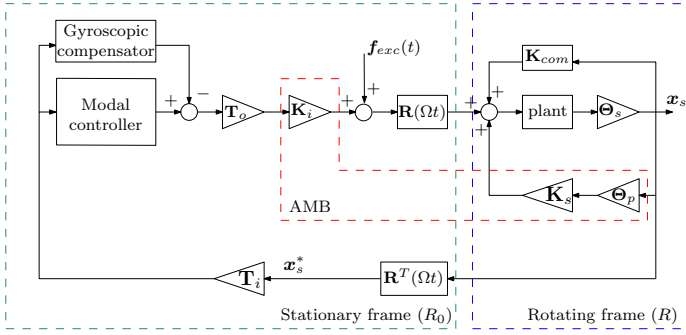 Gyroscopic
compensator
−
Modal
controller
+
T_o
K_i
+
f_exc(t)
+
R(Ωt)
+
+
+
K_com
plant
Θ_s
x_s
K_s
Θ_p
AMB
T_i
x_s^*
R^T(Ωt)
Stationary frame (R_0)
Rotating frame (R)